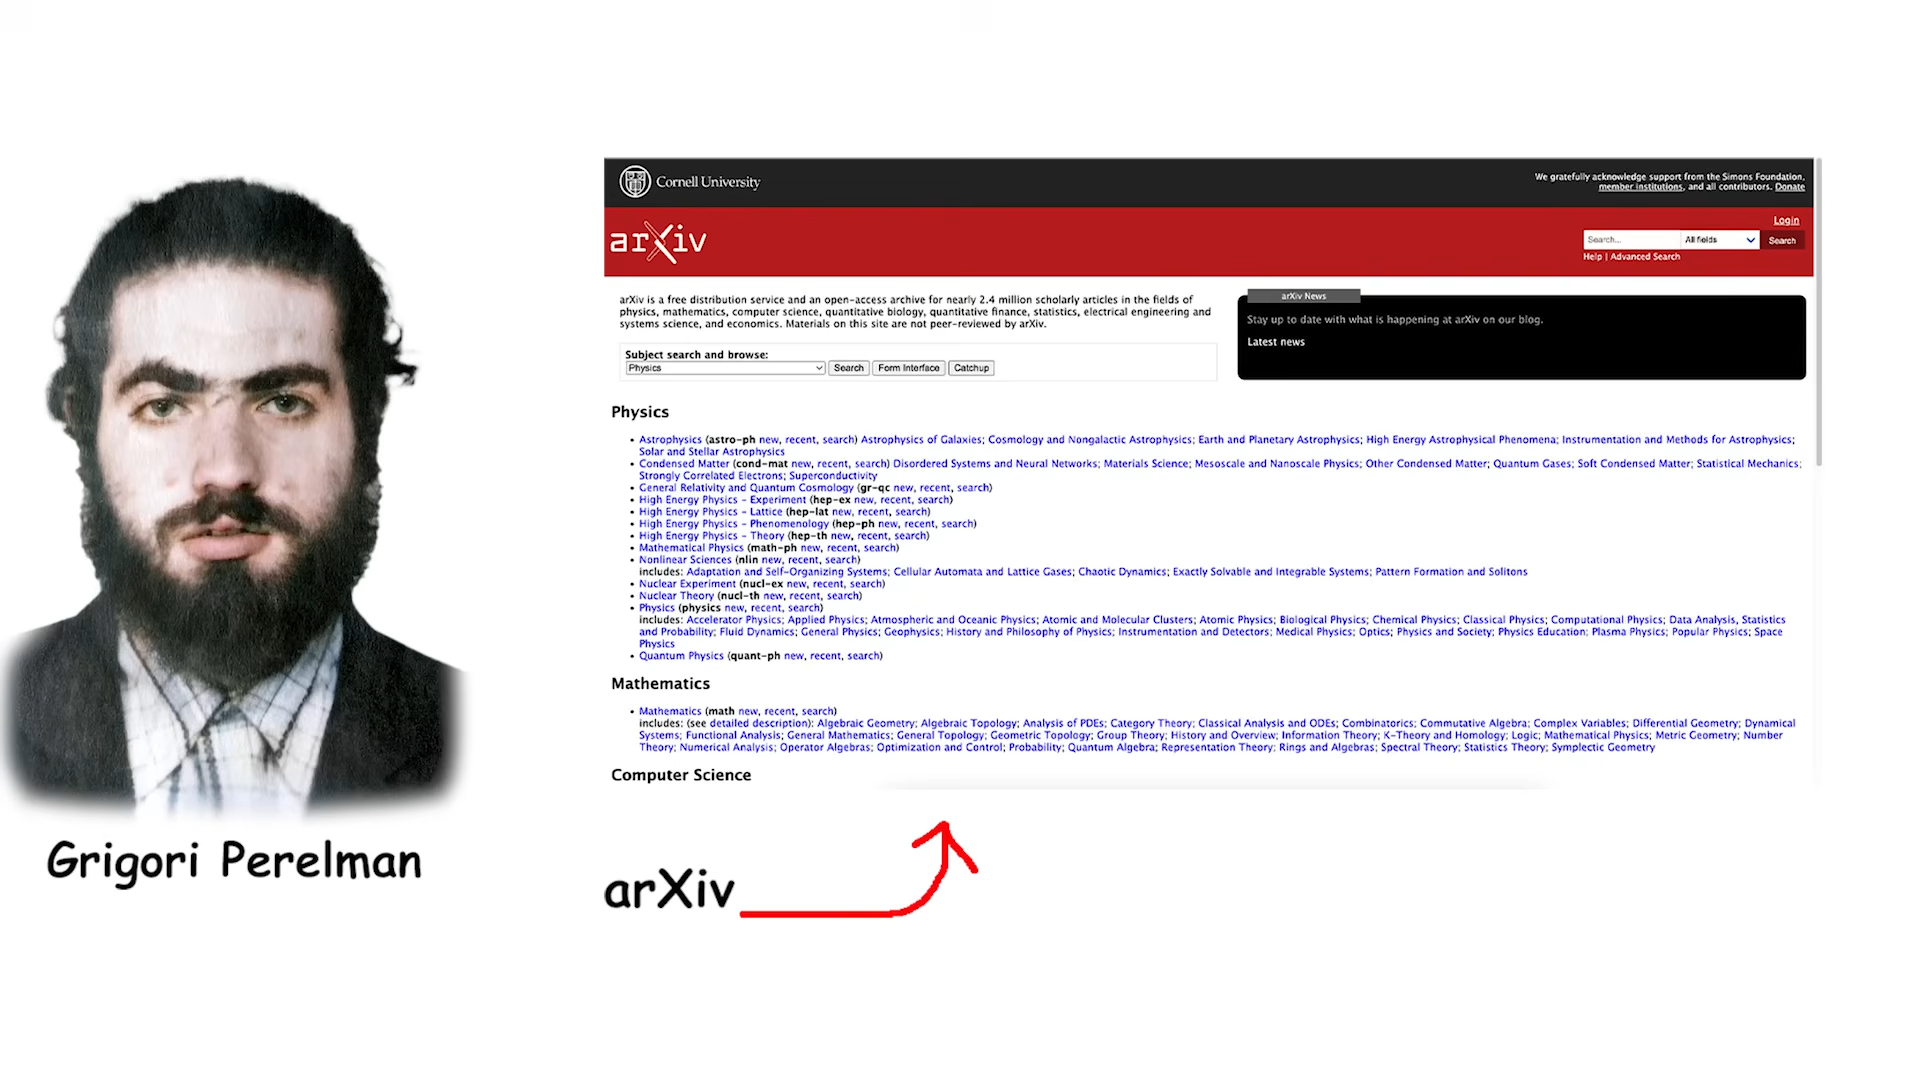 Cornell University
We gratefully acknowledge support from the Simons Foundation,
member institutions, and all contributors. Donate
arXiv
Login
Search...
All fields
Search
Help | Advanced Search
arXiv is a free distribution service and an open-access archive for nearly 2.4 million scholarly articles in the fields of
physics, mathematics, computer science, quantitative biology, quantitative finance, statistics, electrical engineering and
systems science, and economics. Materials on this site are not peer-reviewed by arXiv.
arXiv News
Stay up to date with what is happening at arXiv on our blog.
Latest news
Subject search and browse:
Physics
Search
Form Interface
Catchup
Physics
• Astrophysics (astro-ph new, recent, search) Astrophysics of Galaxies; Cosmology and Nongalactic Astrophysics; Earth and Planetary Astrophysics; High Energy Astrophysical Phenomena; Instrumentation and Methods for Astrophysics;
Solar and Stellar Astrophysics
• Condensed Matter (cond-mat new, recent, search) Disordered Systems and Neural Networks; Materials Science; Mesoscale and Nanoscale Physics; Other Condensed Matter; Quantum Gases; Soft Condensed Matter; Statistical Mechanics;
Strongly Correlated Electrons; Superconductivity
• General Relativity and Quantum Cosmology (gr-qc new, recent, search)
• High Energy Physics - Experiment (hep-ex new, recent, search)
• High Energy Physics - Lattice (hep-lat new, recent, search)
• High Energy Physics - Phenomenology (hep-ph new, recent, search)
• High Energy Physics - Theory (hep-th new, recent, search)
• Mathematical Physics (math-ph new, recent, search)
• Nonlinear Sciences (nlin new, recent, search)
includes: Adaptation and Self-Organizing Systems; Cellular Automata and Lattice Gases; Chaotic Dynamics; Exactly Solvable and Integrable Systems; Pattern Formation and Solitons
• Nuclear Experiment (nucl-ex new, recent, search)
• Nuclear Theory (nucl-th new, recent, search)
• Physics (physics new, recent, search)
includes: Accelerator Physics; Applied Physics; Atmospheric and Oceanic Physics; Atomic and Molecular Clusters; Atomic Physics; Biological Physics; Chemical Physics; Classical Physics; Computational Physics; Data Analysis, Statistics
and Probability; Fluid Dynamics; General Physics; Geophysics; History and Philosophy of Physics; Instrumentation and Detectors; Medical Physics; Optics; Physics and Society; Physics Education; Plasma Physics; Popular Physics; Space
Physics
• Quantum Physics (quant-ph new, recent, search)
Mathematics
• Mathematics (math new, recent, search)
includes: (see detailed description): Algebraic Geometry; Algebraic Topology; Analysis of PDEs; Category Theory; Classical Analysis and ODEs; Combinatorics; Commutative Algebra; Complex Variables; Differential Geometry; Dynamical
Systems; Functional Analysis; General Mathematics; General Topology; Geometric Topology; Group Theory; History and Overview; Information Theory; K-Theory and Homology; Logic; Mathematical Physics; Metric Geometry; Number
Theory; Numerical Analysis; Operator Algebras; Optimization and Control; Probability; Quantum Algebra; Representation Theory; Rings and Algebras; Spectral Theory; Statistics Theory; Symplectic Geometry
Computer Science
Grigori Perelman
arXiv